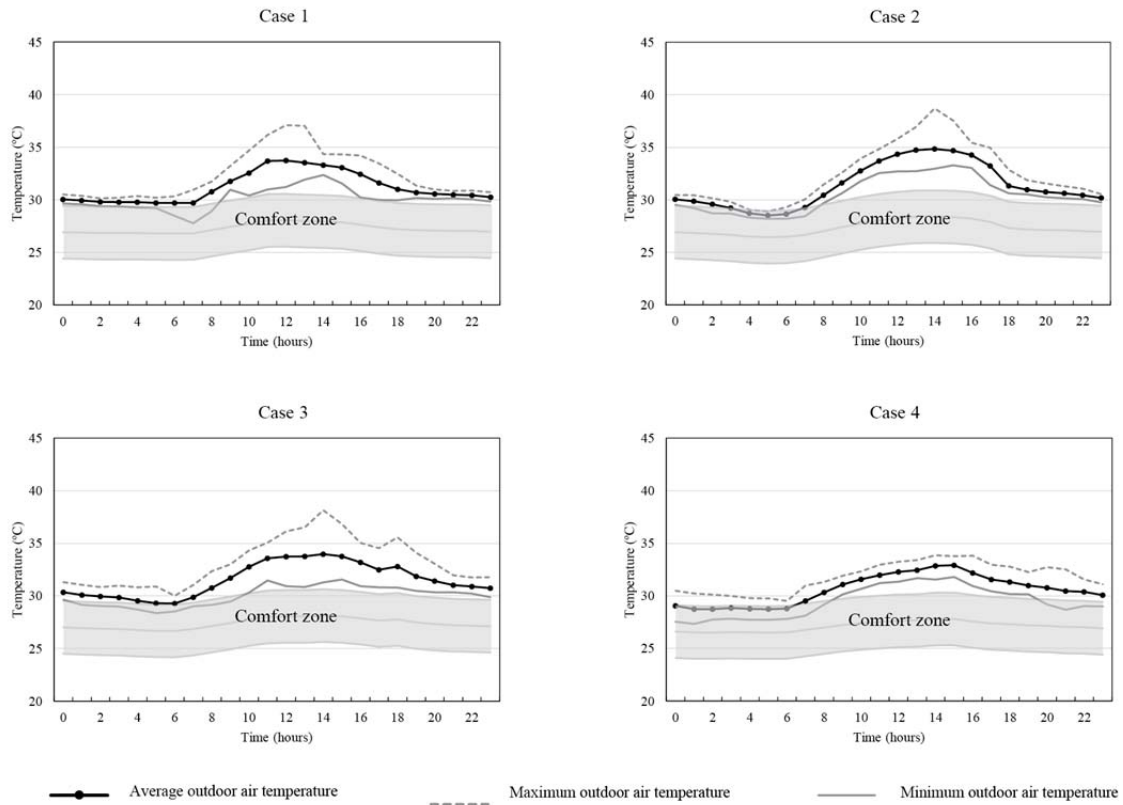 Case 1
45
40
35
30
25
20
Temperature (°C)
Comfort zone
0 2 4 6 8 10 12 14 16 18 20 22
Time (hours)
Case 2
45
40
35
30
25
20
Temperature (°C)
Comfort zone
0 2 4 6 8 10 12 14 16 18 20 22
Time (hours)
Case 3
45
40
35
30
25
20
Temperature (°C)
Comfort zone
0 2 4 6 8 10 12 14 16 18 20 22
Time (hours)
Case 4
45
40
35
30
25
20
Temperature (°C)
Comfort zone
0 2 4 6 8 10 12 14 16 18 20 22
Time (hours)
Average outdoor air temperature
Maximum outdoor air temperature
Minimum outdoor air temperature